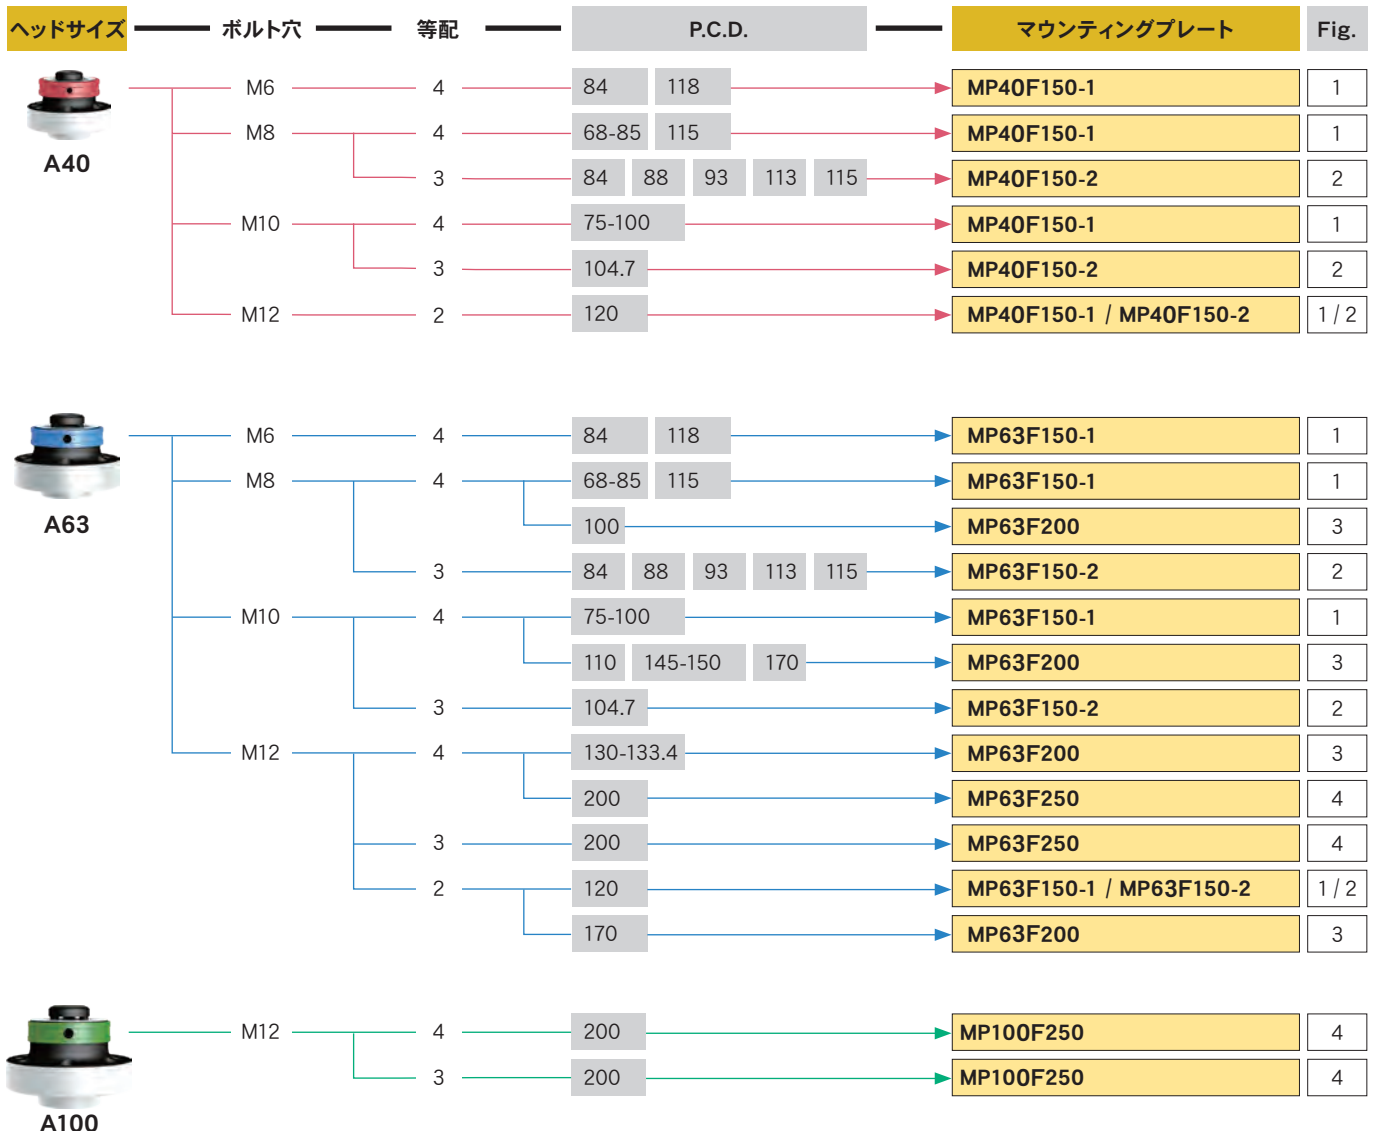 ヘッドサイズ ボルト穴 等配 P.C.D. マウンティングプレート Fig.
M6 4 84 118 MP40F150-1 1
M8 4 68-85 115 MP40F150-1 1
A40
3 84 88 93 113 115 MP40F150-2 2
M10 4 75-100 MP40F150-1 1
3 104.7 MP40F150-2 2
M12 2 120 MP40F150-1 / MP40F150-2 1 / 2
M6 4 84 118 MP63F150-1 1
M8 4 68-85 115 MP63F150-1 1
A63
100 MP63F200 3
3 84 88 93 113 115 MP63F150-2 2
M10 4 75-100 MP63F150-1 1
110 145-150 170 MP63F200 3
3 104.7 MP63F150-2 2
M12 4 130-133.4 MP63F200 3
200 MP63F250 4
3 200 MP63F250 4
2 120 MP63F150-1 / MP63F150-2 1 / 2
170 MP63F200 3
M12 4 200 MP100F250 4
3 200 MP100F250 4
A100